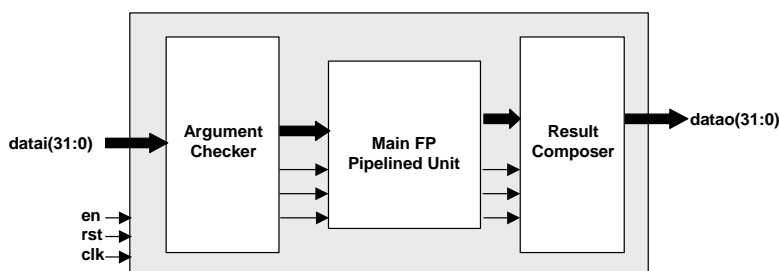 datai(31:0)
Argument
Checker
Main FP
Pipelined Unit
Result
Composer
datao(31:0)
en
rst
clk